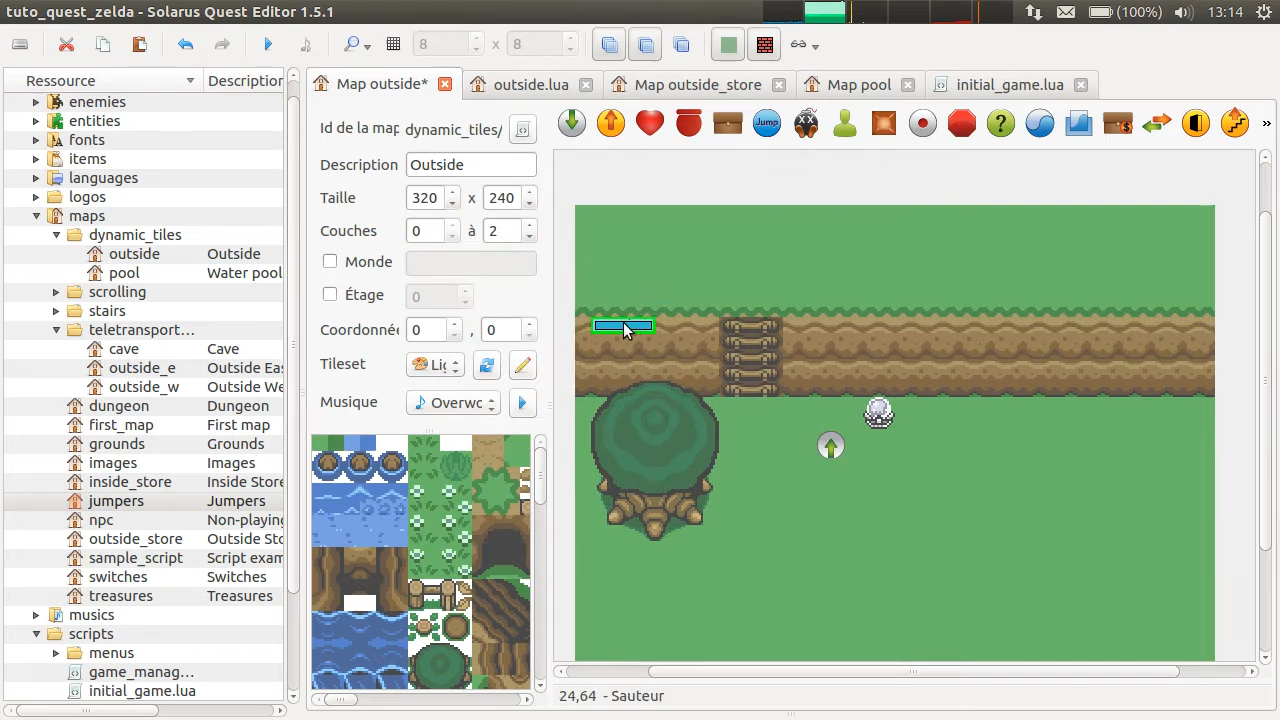 tuto_quest_zelda - Solarus Quest Editor 1.5.1
(100%)
13:14
8 x 8
Ressource
Description
enemies
entities
fonts
items
languages
logos
maps
dynamic_tiles
outside Outside
pool Water pool
scrolling
stairs
teletransport...
cave Cave
outside_e Outside Eas
outside_w Outside We
dungeon Dungeon
first_map First map
grounds Grounds
images Images
inside_store Inside Store
jumpers Jumpers
npc Non-playing
outside_store Outside Sto
sample_script Script exam
switches Switches
treasures Treasures
musics
scripts
menus
game_manag...
initial_game.lua
Map outside*
outside.lua
Map outside_store
Map pool
initial_game.lua
Id de la map dynamic_tiles/
Description Outside
Taille 320 x 240
Couches 0 à 2
Monde
Étage 0
Coordonnée 0 , 0
Tileset Lig
Musique Overwo
Jump
XX
?
$
»
24,64 - Sauteur